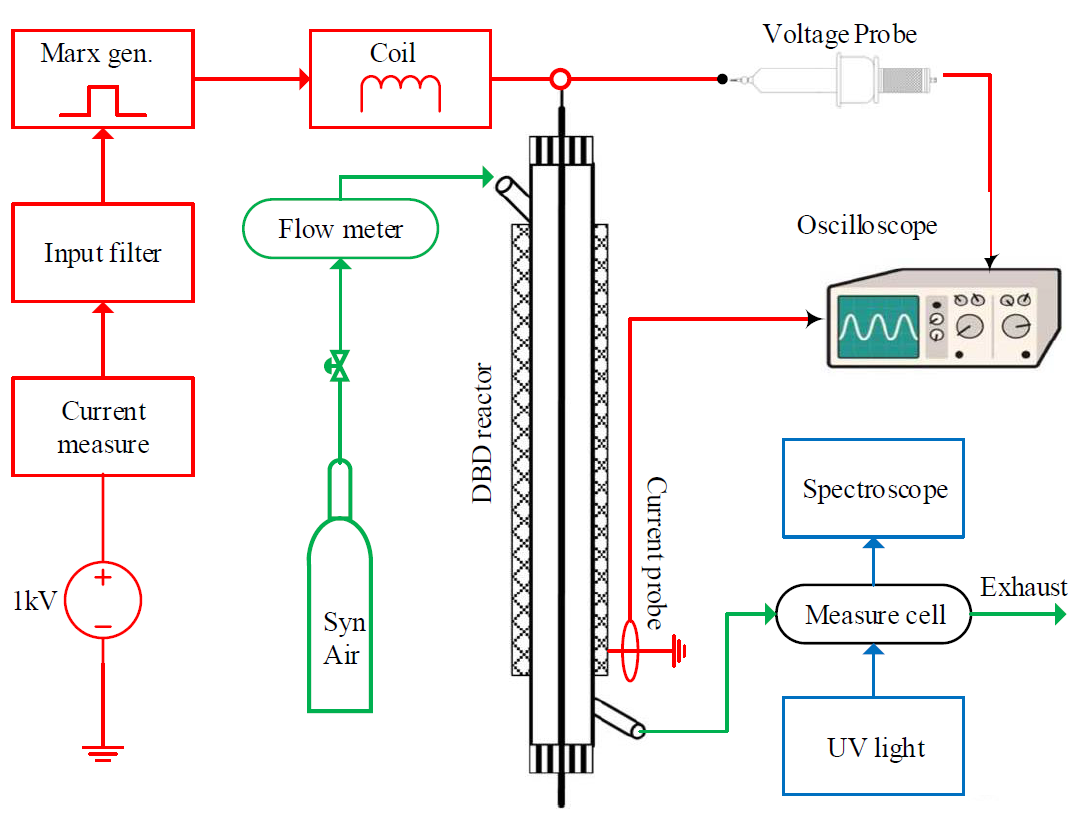 Marx gen.
Coil
Voltage Probe
Flow meter
Input filter
Oscilloscope
Current
measure
DBD reactor
Current probe
Spectroscope
1kV
+
−
Syn
Air
Measure cell
Exhaust
UV light